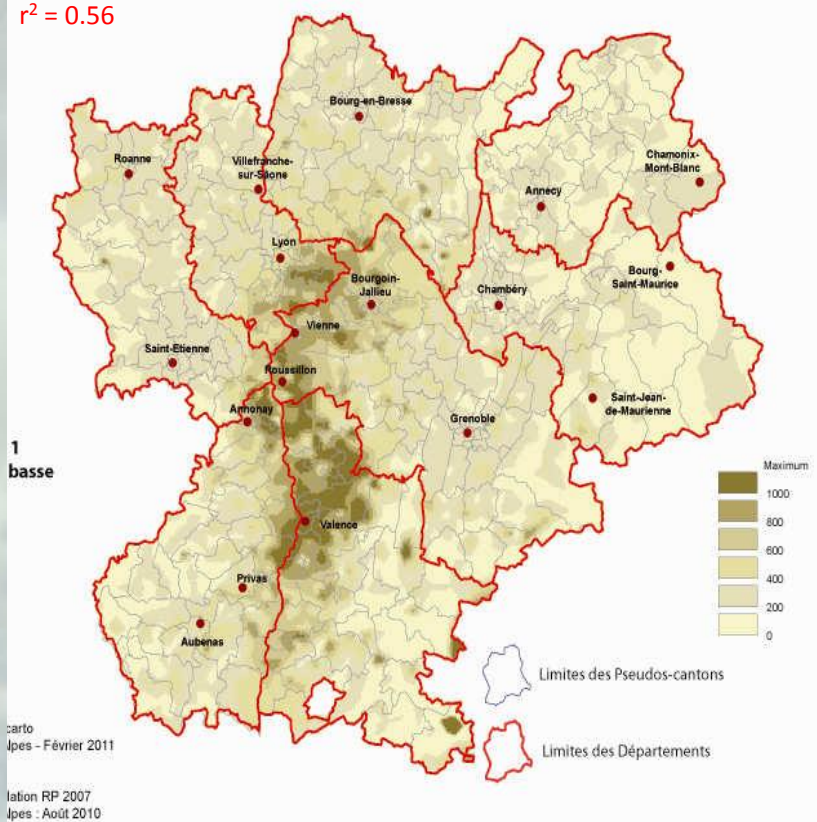 r² = 0.56
Bourg-en-Bresse
Roanne
Villefranche-
sur-Saône
Chamonix-
Mont-Blanc
Annecy
Lyon
Bourg-
Saint-Maurice
Bourgoin-
Jallieu
Chambéry
Vienne
Saint-Etienne
Roussillon
Saint-Jean-
de-Maurienne
Annonay
Grenoble
1
basse
Maximum
1000
800
600
400
200
0
Valence
Privas
Aubenas
Limites des Pseudos-cantons
Limites des Départements
carto
Alpes - Février 2011
lation RP 2007
Alpes : Août 2010